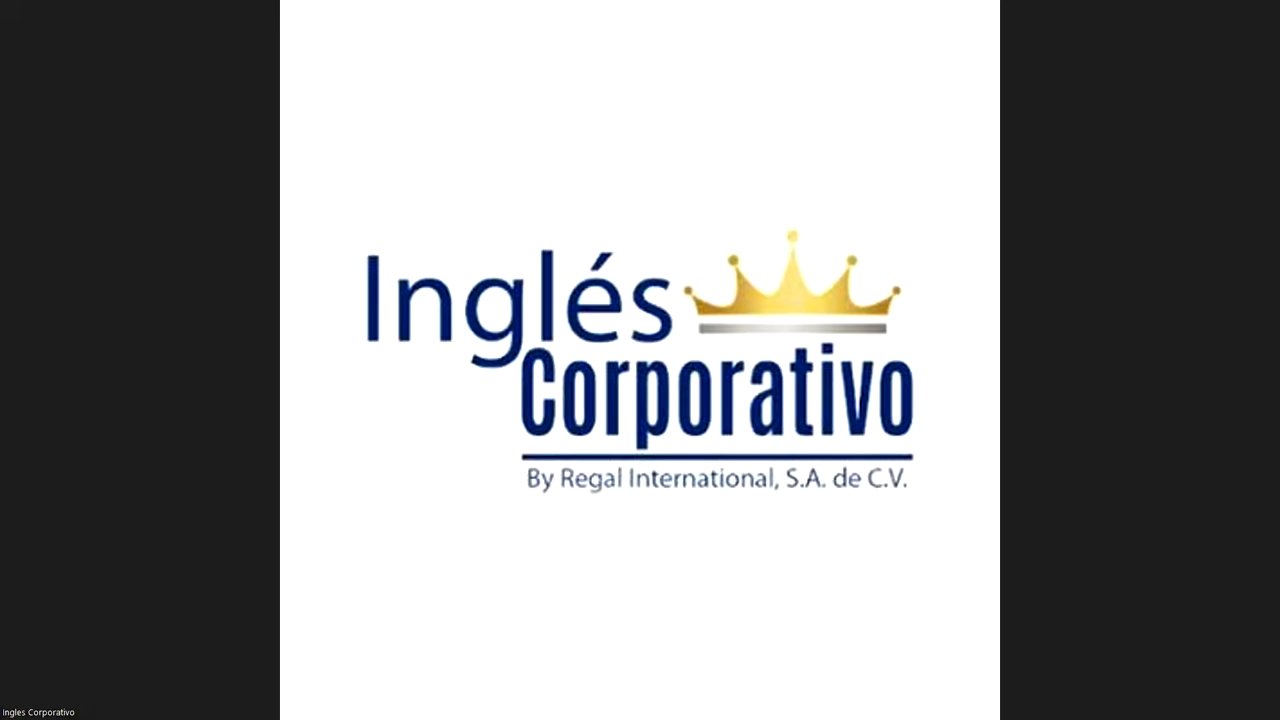 Inglés
Corporativo
By Regal International, S.A. de C.V.
Ingles Corporativo